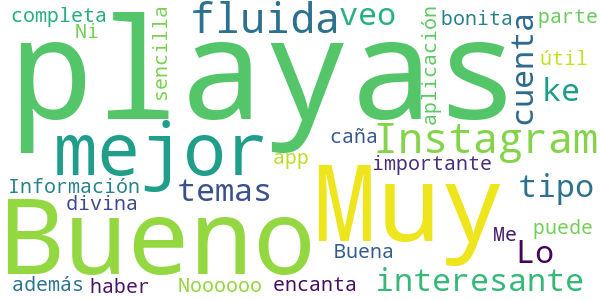 completa fluida veo bonita parte
Ni sencilla aplicación cuenta útil
playas ke
mejor caña Instagram
app importante
Información temas tipo
divina Muy
Bueno Buena Me Lo puede
además haber Noooooo encanta interesante